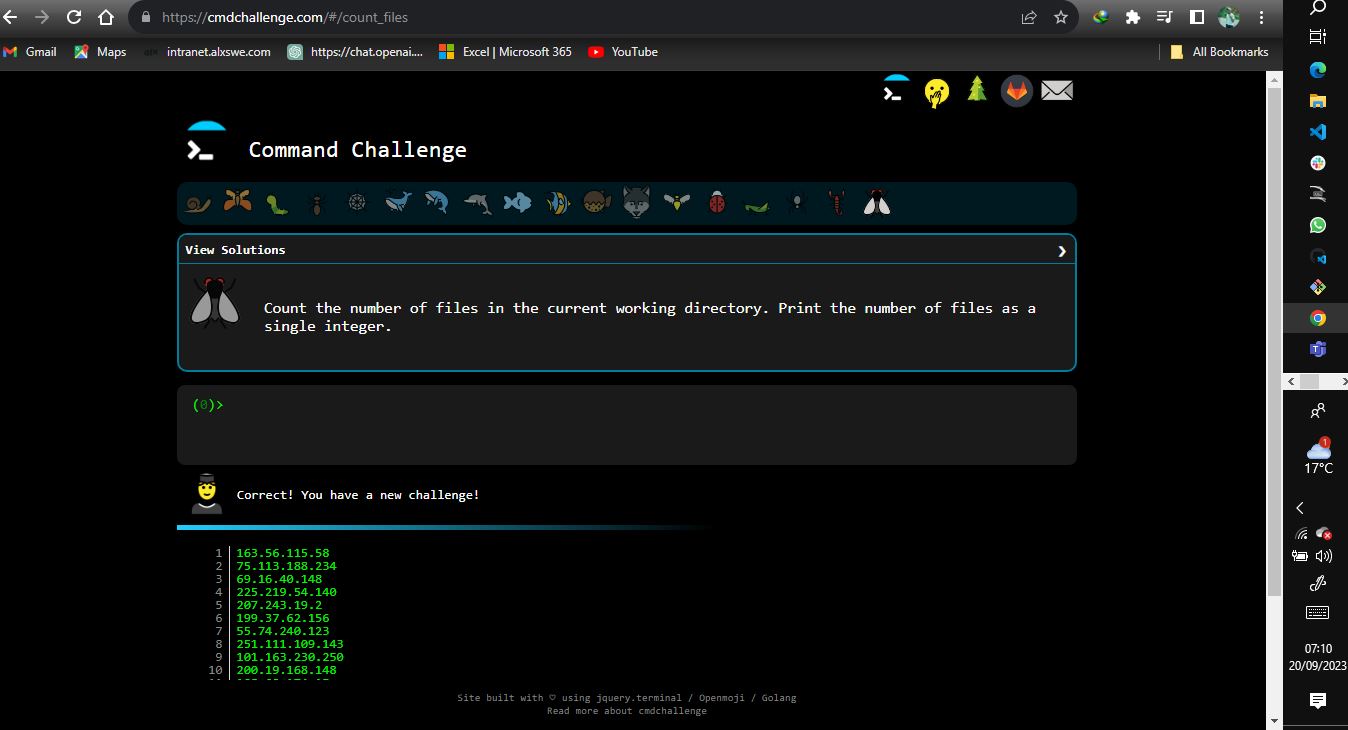 https://cmdchallenge.com/#/count_files
Gmail
Maps
intranet.alxswe.com
https://chat.openai....
Excel | Microsoft 365
YouTube
All Bookmarks
Command Challenge
View Solutions
Count the number of files in the current working directory. Print the number of files as a
single integer.
(0)>
Correct! You have a new challenge!
1 163.56.115.58
2 75.113.188.234
3 69.16.40.148
4 225.219.54.140
5 207.243.19.2
6 199.37.62.156
7 55.74.240.123
8 251.111.109.143
9 101.163.230.250
10 200.19.168.148
Site built with ♡ using jquery.terminal / Openmoji / Golang
Read more about cmdchallenge
1
17°C
07:10
20/09/2023